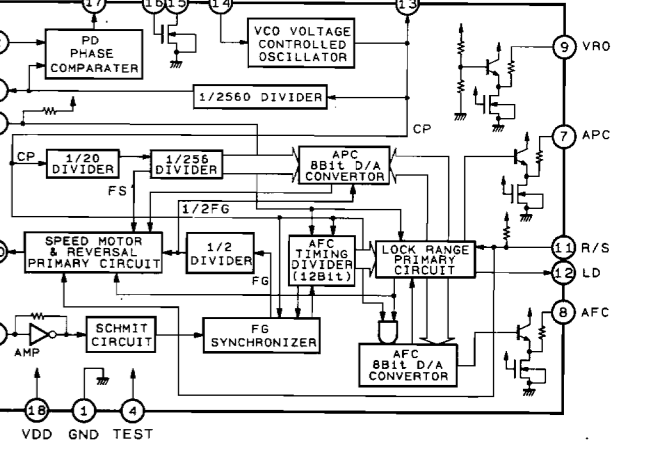 17
16
15
14
13
PD
PHASE
COMPARATER
VCO VOLTAGE
CONTROLLED
OSCILLATOR
9 VRO
1/2560 DIVIDER
CP
7 APC
CP
1/20
DIVIDER
1/256
DIVIDER
APC
8Bit D/A
CONVERTOR
FS
1/2FG
SPEED MOTOR
& REVERSAL
PRIMARY CIRCUIT
1/2
DIVIDER
FG
AFC
TIMING
DIVIDER
(12Bit)
LOCK RANGE
PRIMARY
CIRCUIT
11 R/S
12 LD
8 AFC
AMP
SCHMIT
CIRCUIT
FG
SYNCHRONIZER
AFC
8Bit D/A
CONVERTOR
18
1
4
VDD
GND
TEST